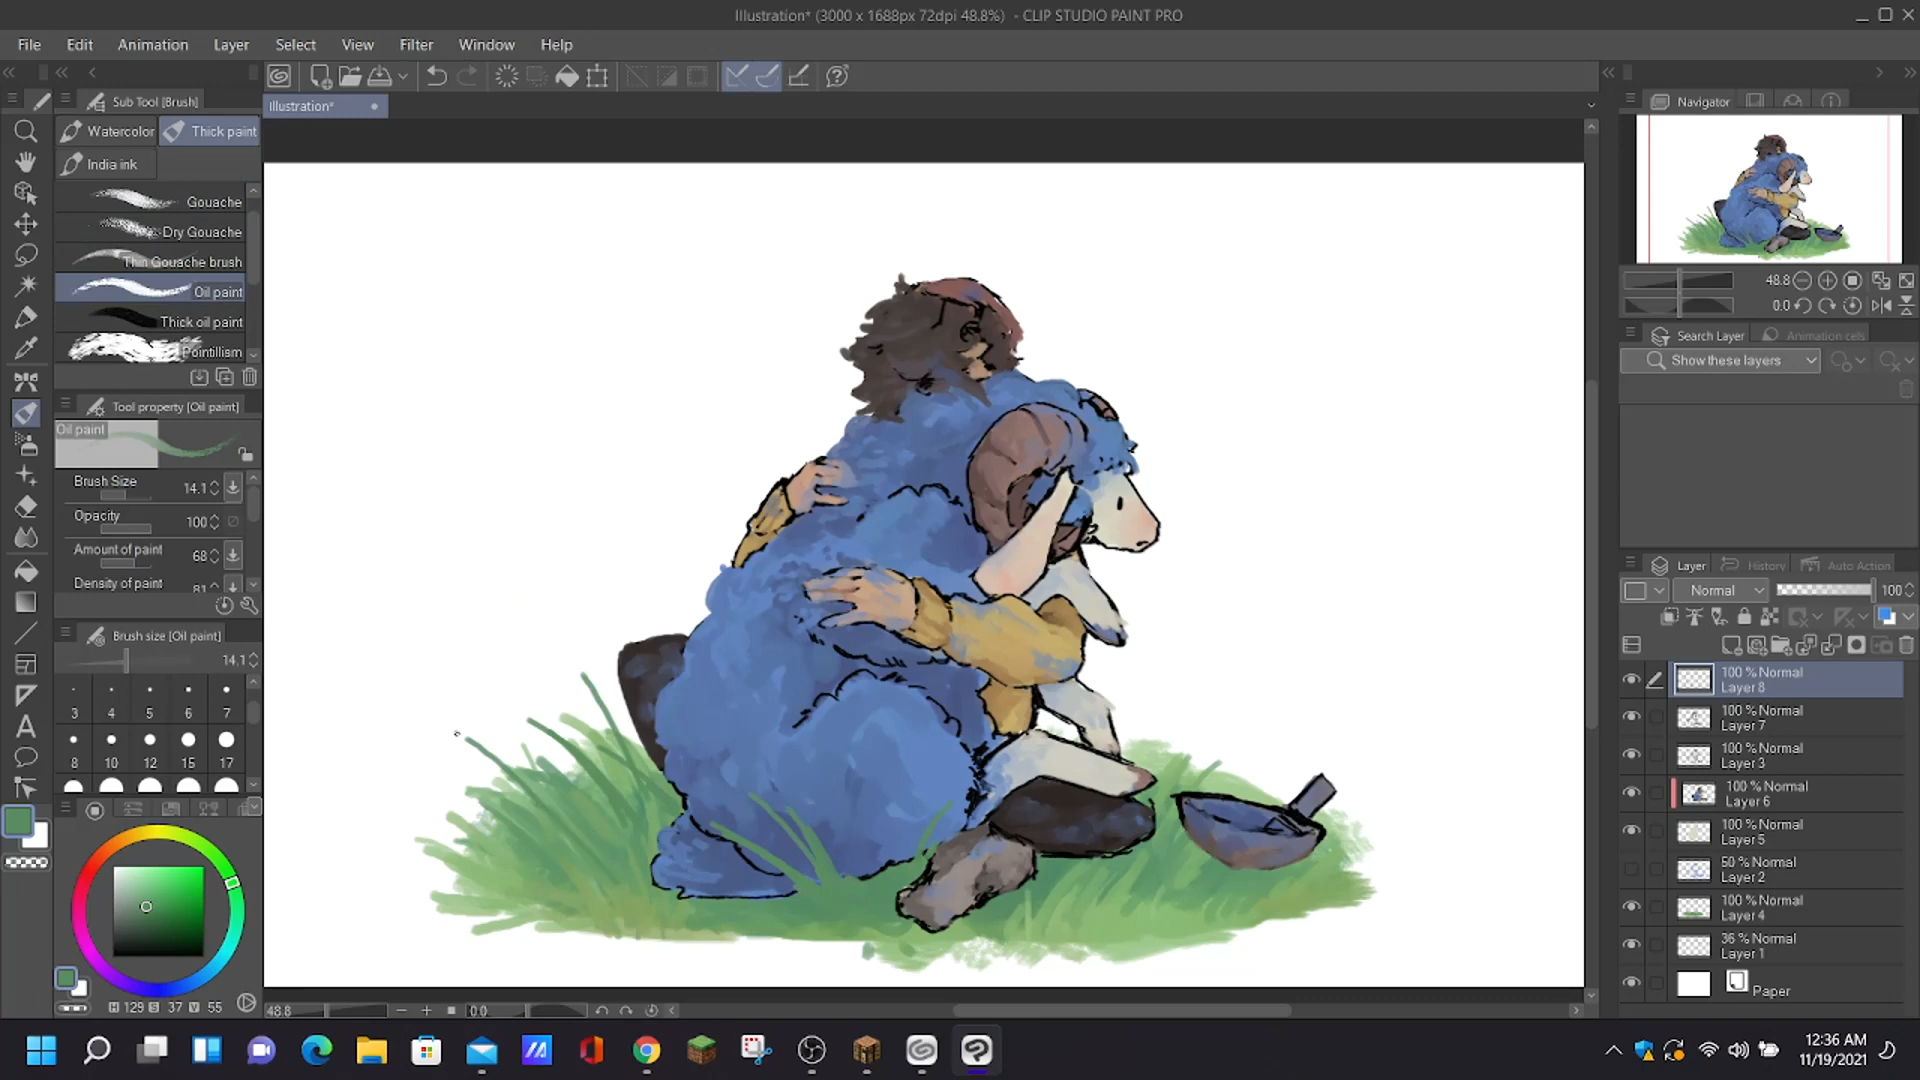 Illustration* (3000 x 1688px 72dpi 48.8%) - CLIP STUDIO PAINT PRO
File Edit Animation Layer Select View Filter Window Help
Sub Tool [Brush]
Illustration*
Navigator
Watercolor
Thick paint
India ink
Gouache
Dry Gouache
Thin Gouache brush
Oil paint
Thick oil paint
Pointillism
48.8
0.0
Search Layer
Animation cels
Show these layers
Tool property [Oil paint]
Oil paint
Brush Size 14.1
Opacity 100
Amount of paint 68
Density of paint 81
Brush size [Oil paint]
14.1
3 4 5 6 7
8 10 12 15 17
H 129 S 37 V 55
Layer
History
Auto Action
Normal
100
100 % Normal
Layer 8
100 % Normal
Layer 7
100 % Normal
Layer 3
100 % Normal
Layer 6
100 % Normal
Layer 5
50 % Normal
Layer 2
100 % Normal
Layer 4
36 % Normal
Layer 1
Paper
48.8
0.0
12:36 AM
11/19/2021